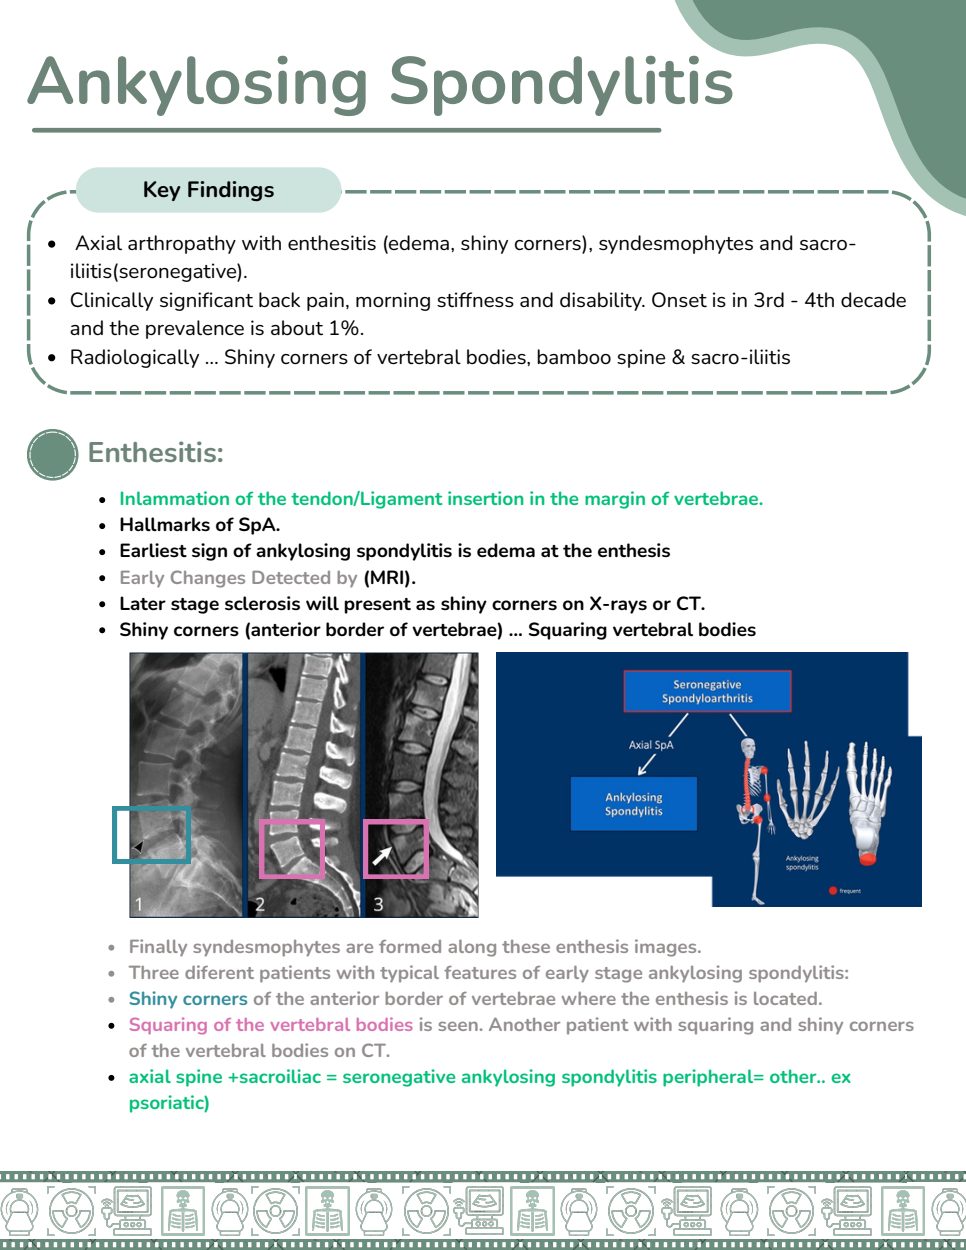 Ankylosing Spondylitis
Key Findings
• Axial arthropathy with enthesitis (edema, shiny corners), syndesmophytes and sacro-
iliitis(seronegative).
• Clinically significant back pain, morning stiffness and disability. Onset is in 3rd - 4th decade
and the prevalence is about 1%.
• Radiologically ... Shiny corners of vertebral bodies, bamboo spine & sacro-iliitis
Enthesitis:
• Inlammation of the tendon/Ligament insertion in the margin of vertebrae.
• Hallmarks of SpA.
• Earliest sign of ankylosing spondylitis is edema at the enthesis
• Early Changes Detected by (MRI).
• Later stage sclerosis will present as shiny corners on X-rays or CT.
• Shiny corners (anterior border of vertebrae) ... Squaring vertebral bodies
1
2
3
Seronegative
Spondyloarthritis
Axial SpA
Ankylosing
Spondylitis
Ankylosing
spondylitis
frequent
• Finally syndesmophytes are formed along these enthesis images.
• Three diferent patients with typical features of early stage ankylosing spondylitis:
• Shiny corners of the anterior border of vertebrae where the enthesis is located.
• Squaring of the vertebral bodies is seen. Another patient with squaring and shiny corners
of the vertebral bodies on CT.
• axial spine +sacroiliac = seronegative ankylosing spondylitis peripheral= other.. ex
psoriatic)